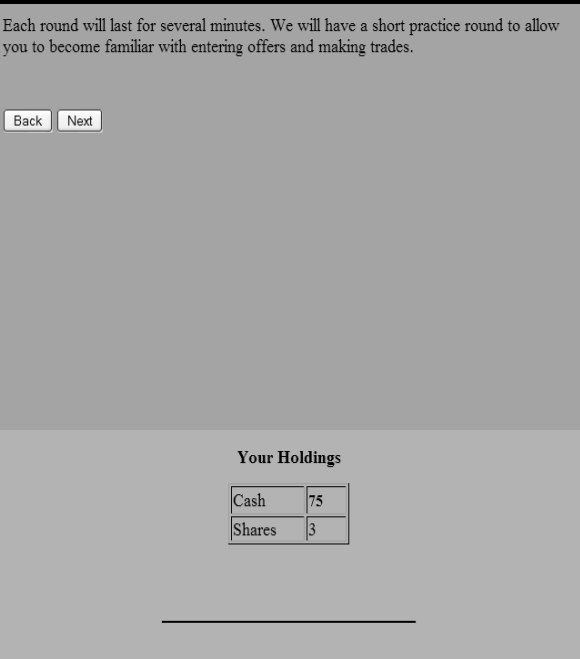 Each round will last for several minutes. We will have a short practice round to allow
you to become familiar with entering offers and making trades.
Back Next
Your Holdings
Cash 75
Shares 3